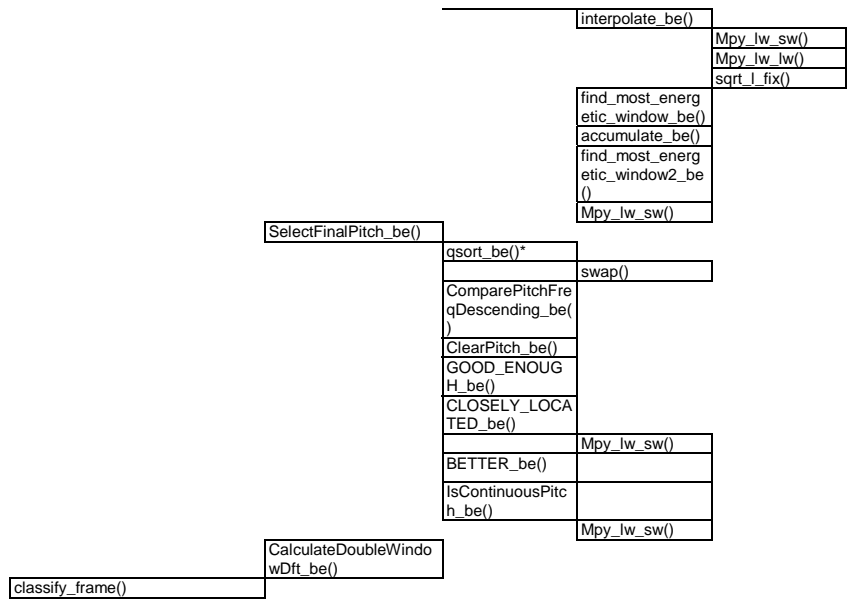 interpolate_be()
Mpy_lw_sw()
Mpy_lw_lw()
sqrt_l_fix()
find_most_energ
etic_window_be()
accumulate_be()
find_most_energ
etic_window2_be
()
Mpy_lw_sw()
SelectFinalPitch_be()
qsort_be()*
swap()
ComparePitchFre
qDescending_be(
)
ClearPitch_be()
GOOD_ENOUG
H_be()
CLOSELY_LOCA
TED_be()
Mpy_lw_sw()
BETTER_be()
IsContinuousPitc
h_be()
Mpy_lw_sw()
CalculateDoubleWindo
wDft_be()
classify_frame()